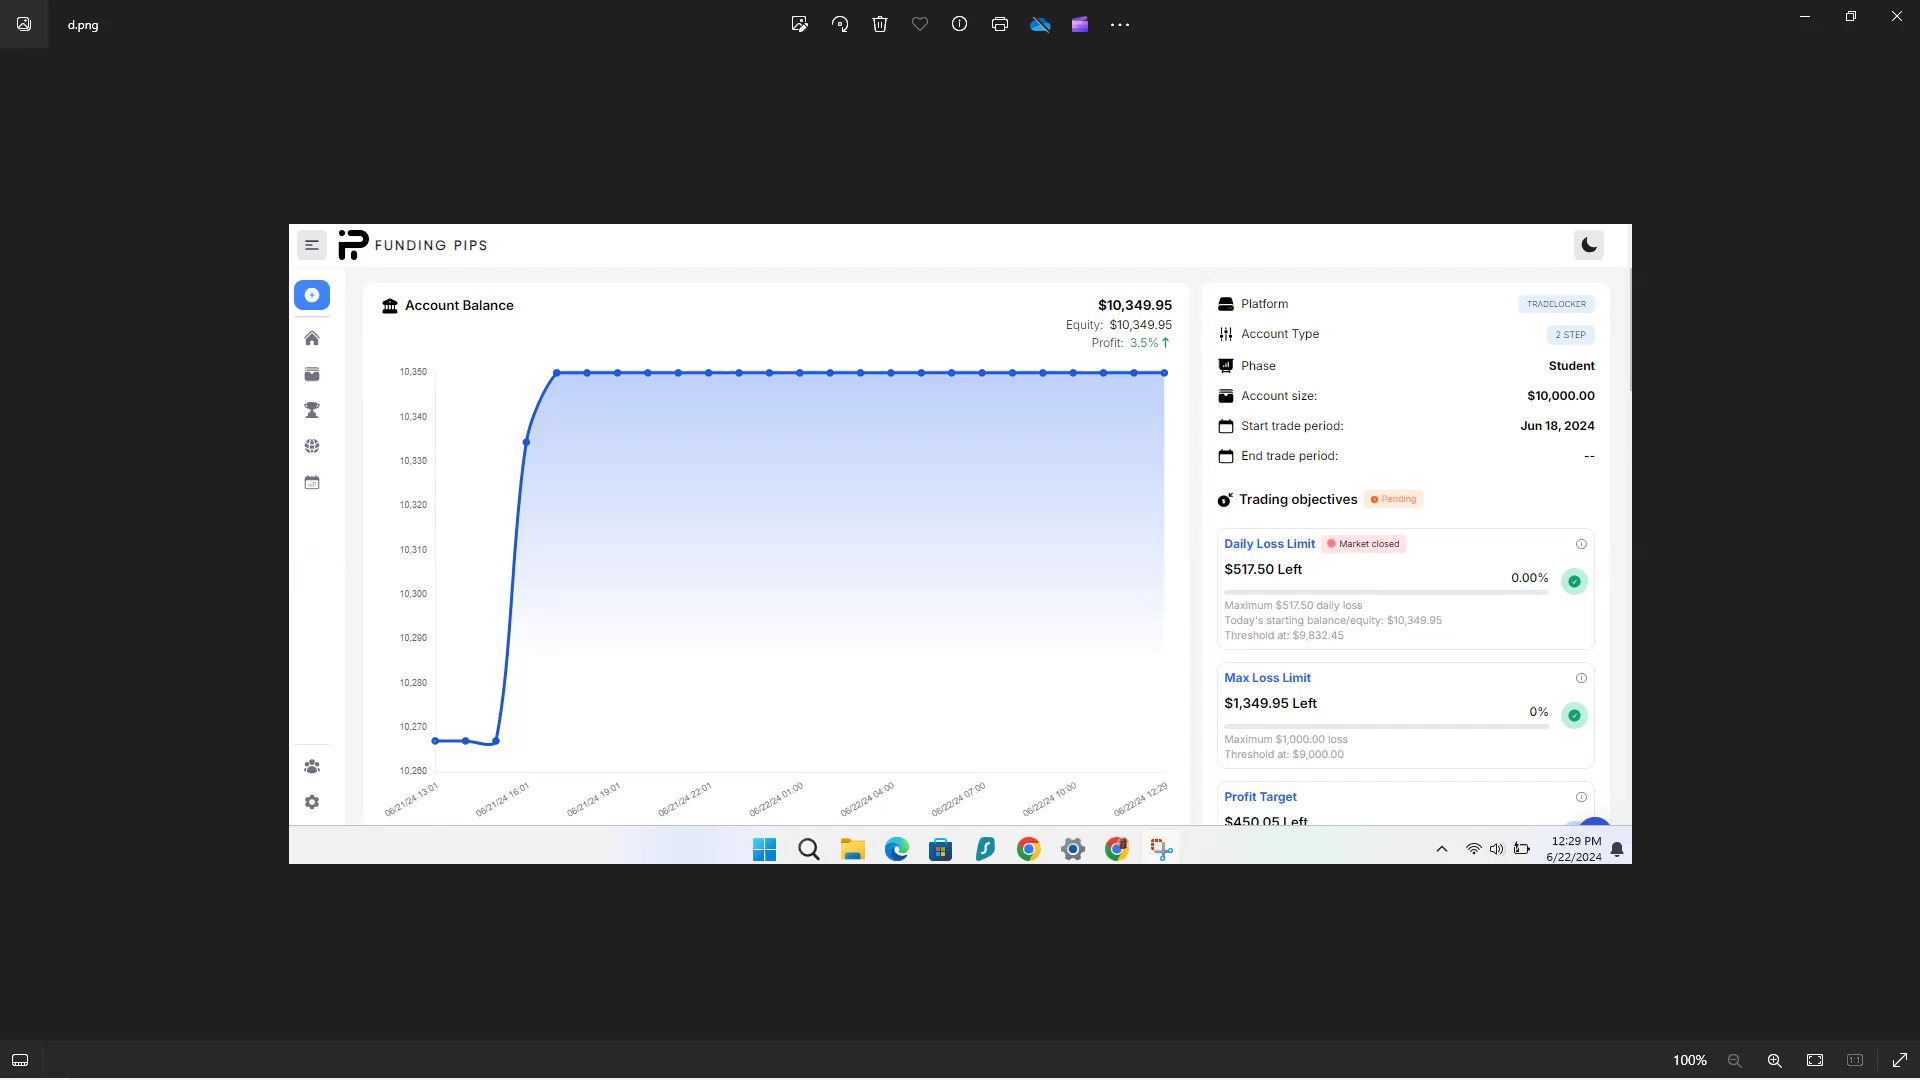 d.png
FUNDING PIPS
Account Balance
$10,349.95
Equity: $10,349.95
Profit: 3.5%
10,350
10,340
10,330
10,320
10,310
10,300
10,290
10,280
10,270
10,260
06/21/24 13:01
06/21/24 16:01
06/21/24 19:01
06/21/24 22:01
06/22/24 01:00
06/22/24 04:00
06/22/24 07:00
06/22/24 10:00
06/22/24 12:29
Platform TRADELOCKER
Account Type 2 STEP
Phase Student
Account size: $10,000.00
Start trade period: Jun 18, 2024
End trade period: --
Trading objectives Pending
Daily Loss Limit Market closed
$517.50 Left
0.00%
Maximum $517.50 daily loss
Today's starting balance/equity: $10,349.95
Threshold at: $9,832.45
Max Loss Limit
$1,349.95 Left
0%
Maximum $1,000.00 loss
Threshold at: $9,000.00
Profit Target
$450.05 Left
12:29 PM
6/22/2024
100%
1:1